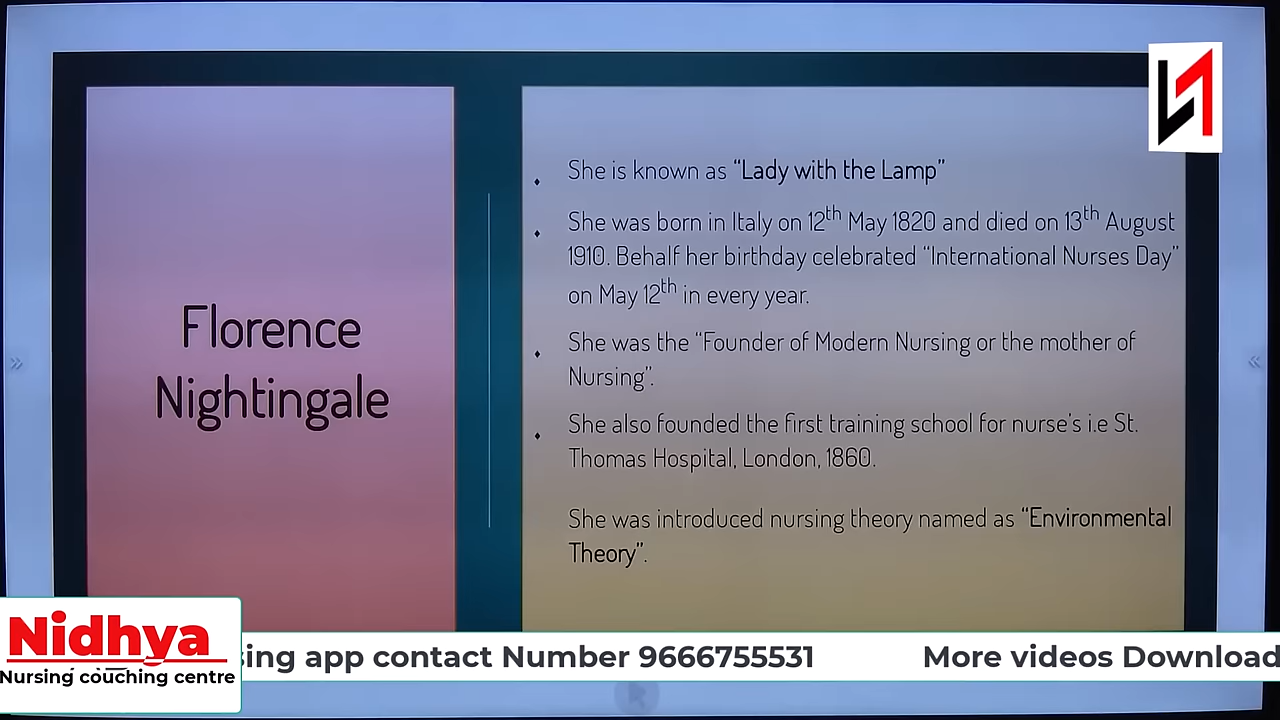 Florence
Nightingale
She is known as “Lady with the Lamp”
She was born in Italy on 12th May 1820 and died on 13th August
1910. Behalf her birthday celebrated “International Nurses Day”
on May 12th in every year.
She was the “Founder of Modern Nursing or the mother of
Nursing”.
She also founded the first training school for nurse’s i.e St.
Thomas Hospital, London, 1860.
She was introduced nursing theory named as “Environmental
Theory”.
Nidhya
Nursing couching centre
sing app contact Number 9666755531 More videos Download